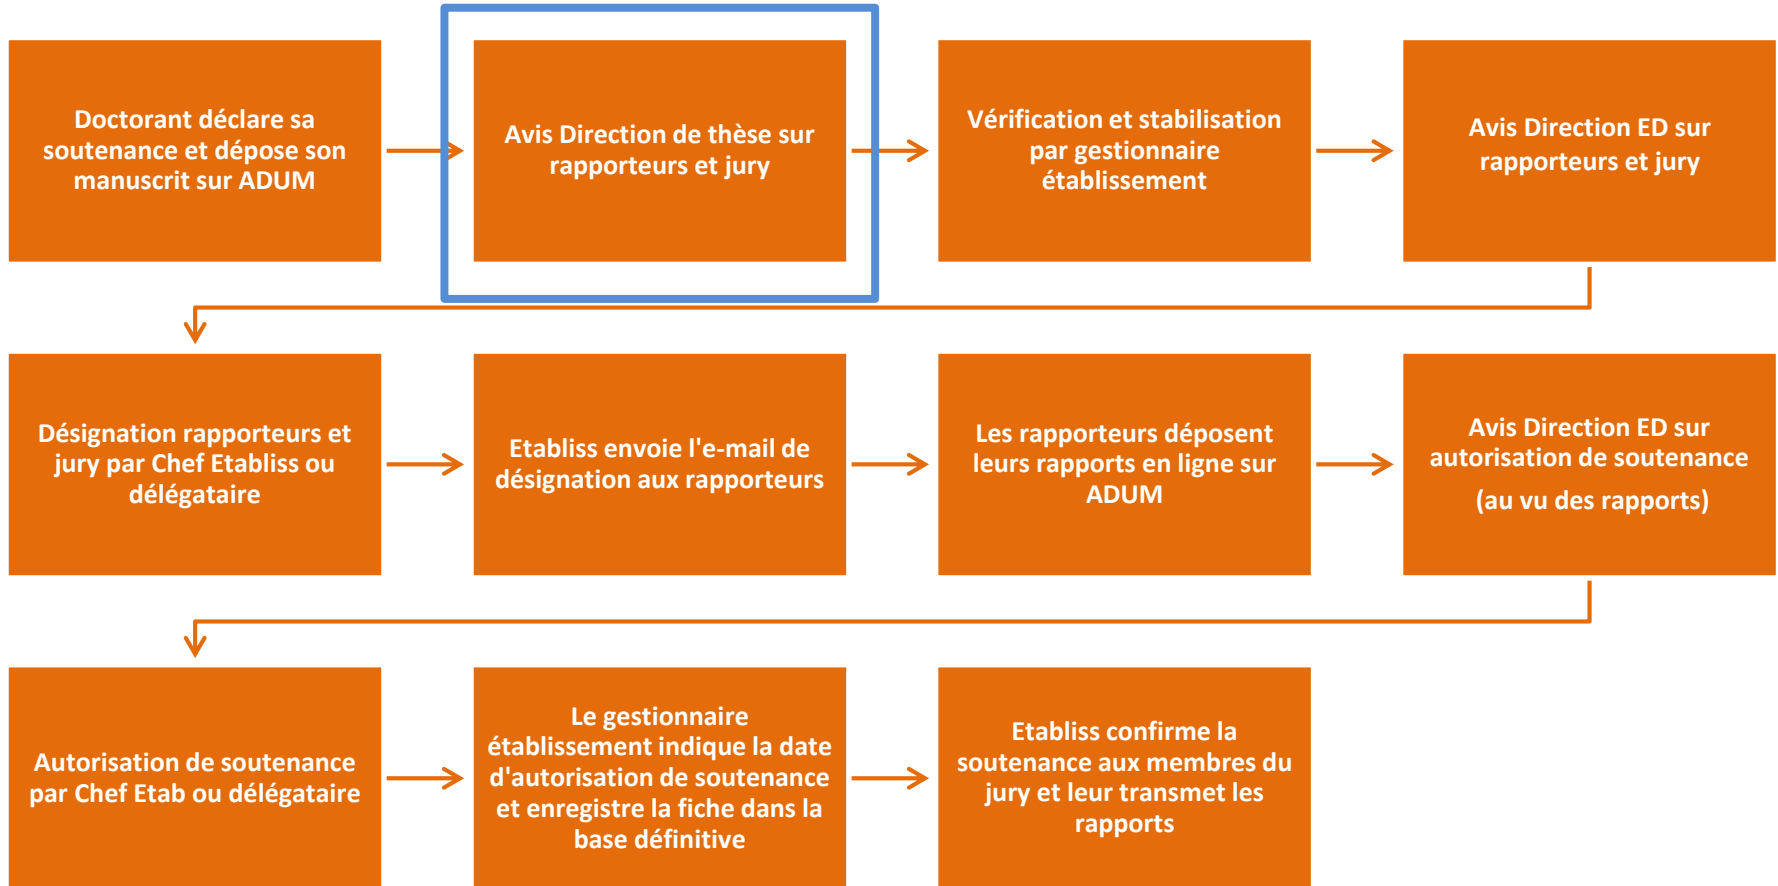 Doctorant déclare sa
soutenance et dépose son
manuscrit sur ADUM
Avis Direction de thèse sur
rapporteurs et jury
Vérification et stabilisation
par gestionnaire
établissement
Avis Direction ED sur
rapporteurs et jury
Désignation rapporteurs et
jury par Chef Etabliss ou
délégataire
Etabliss envoie l'e-mail de
désignation aux rapporteurs
Les rapporteurs déposent
leurs rapports en ligne sur
ADUM
Avis Direction ED sur
autorisation de soutenance
(au vu des rapports)
Autorisation de soutenance
par Chef Etab ou délégataire
Le gestionnaire
établissement indique la date
d'autorisation de soutenance
et enregistre la fiche dans la
base définitive
Etabliss confirme la
soutenance aux membres du
jury et leur transmet les
rapports